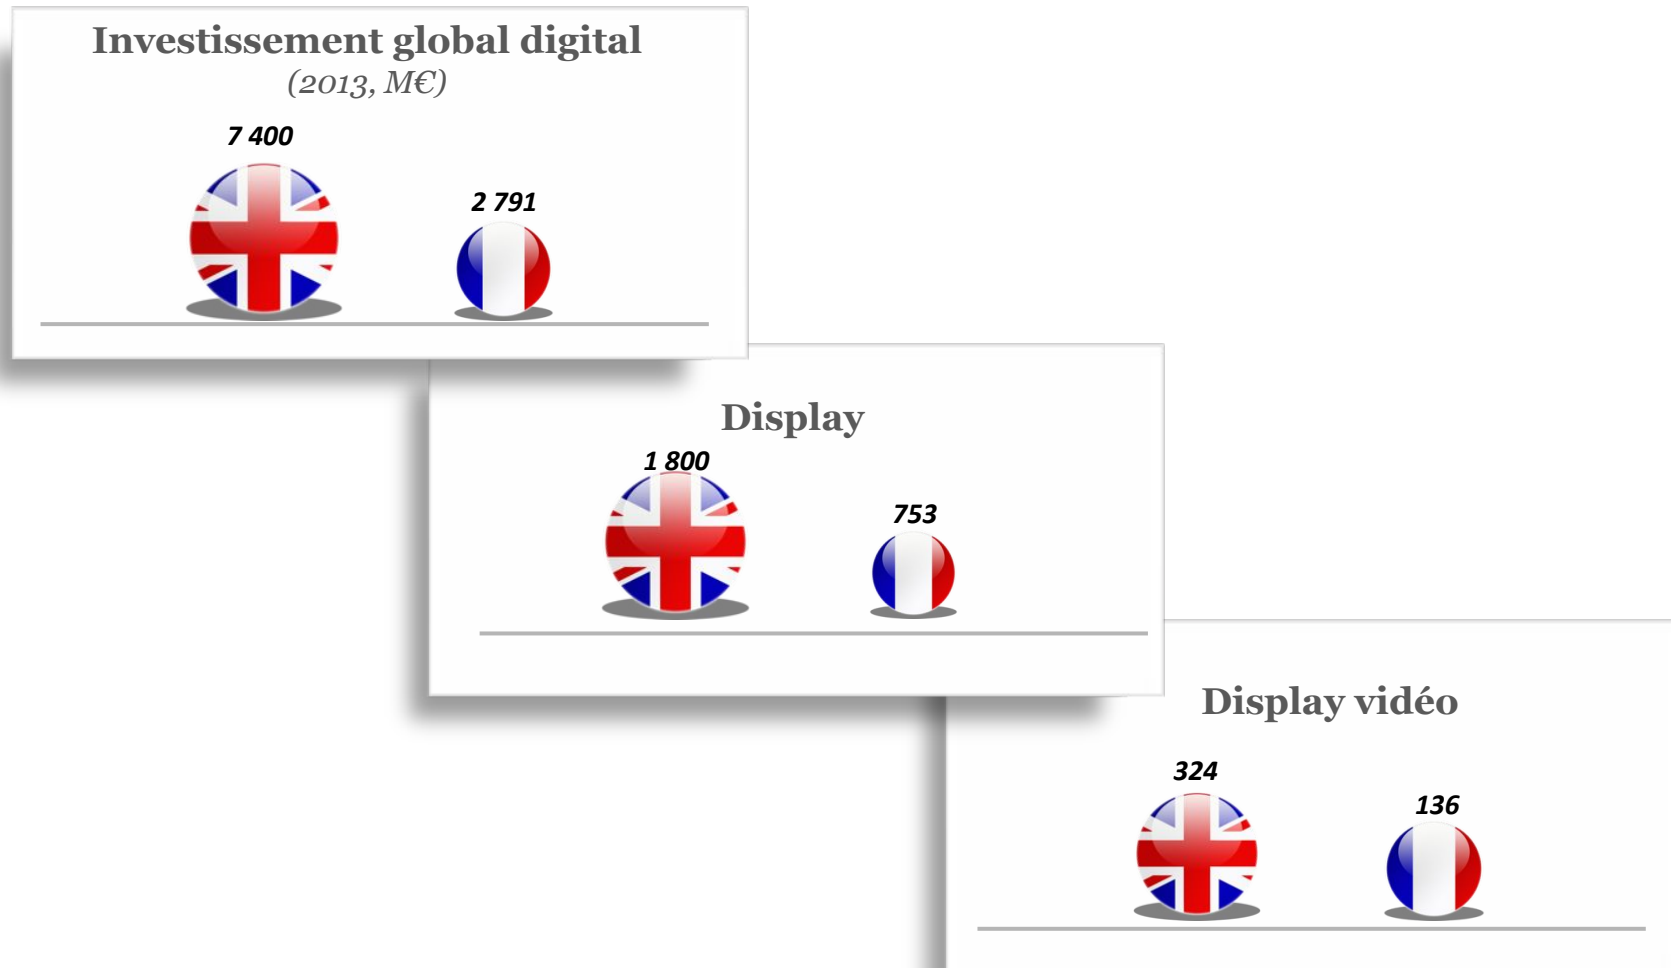 Investissement global digital
(2013, M€)
7 400
2 791
Display
1 800
753
Display vidéo
324
136